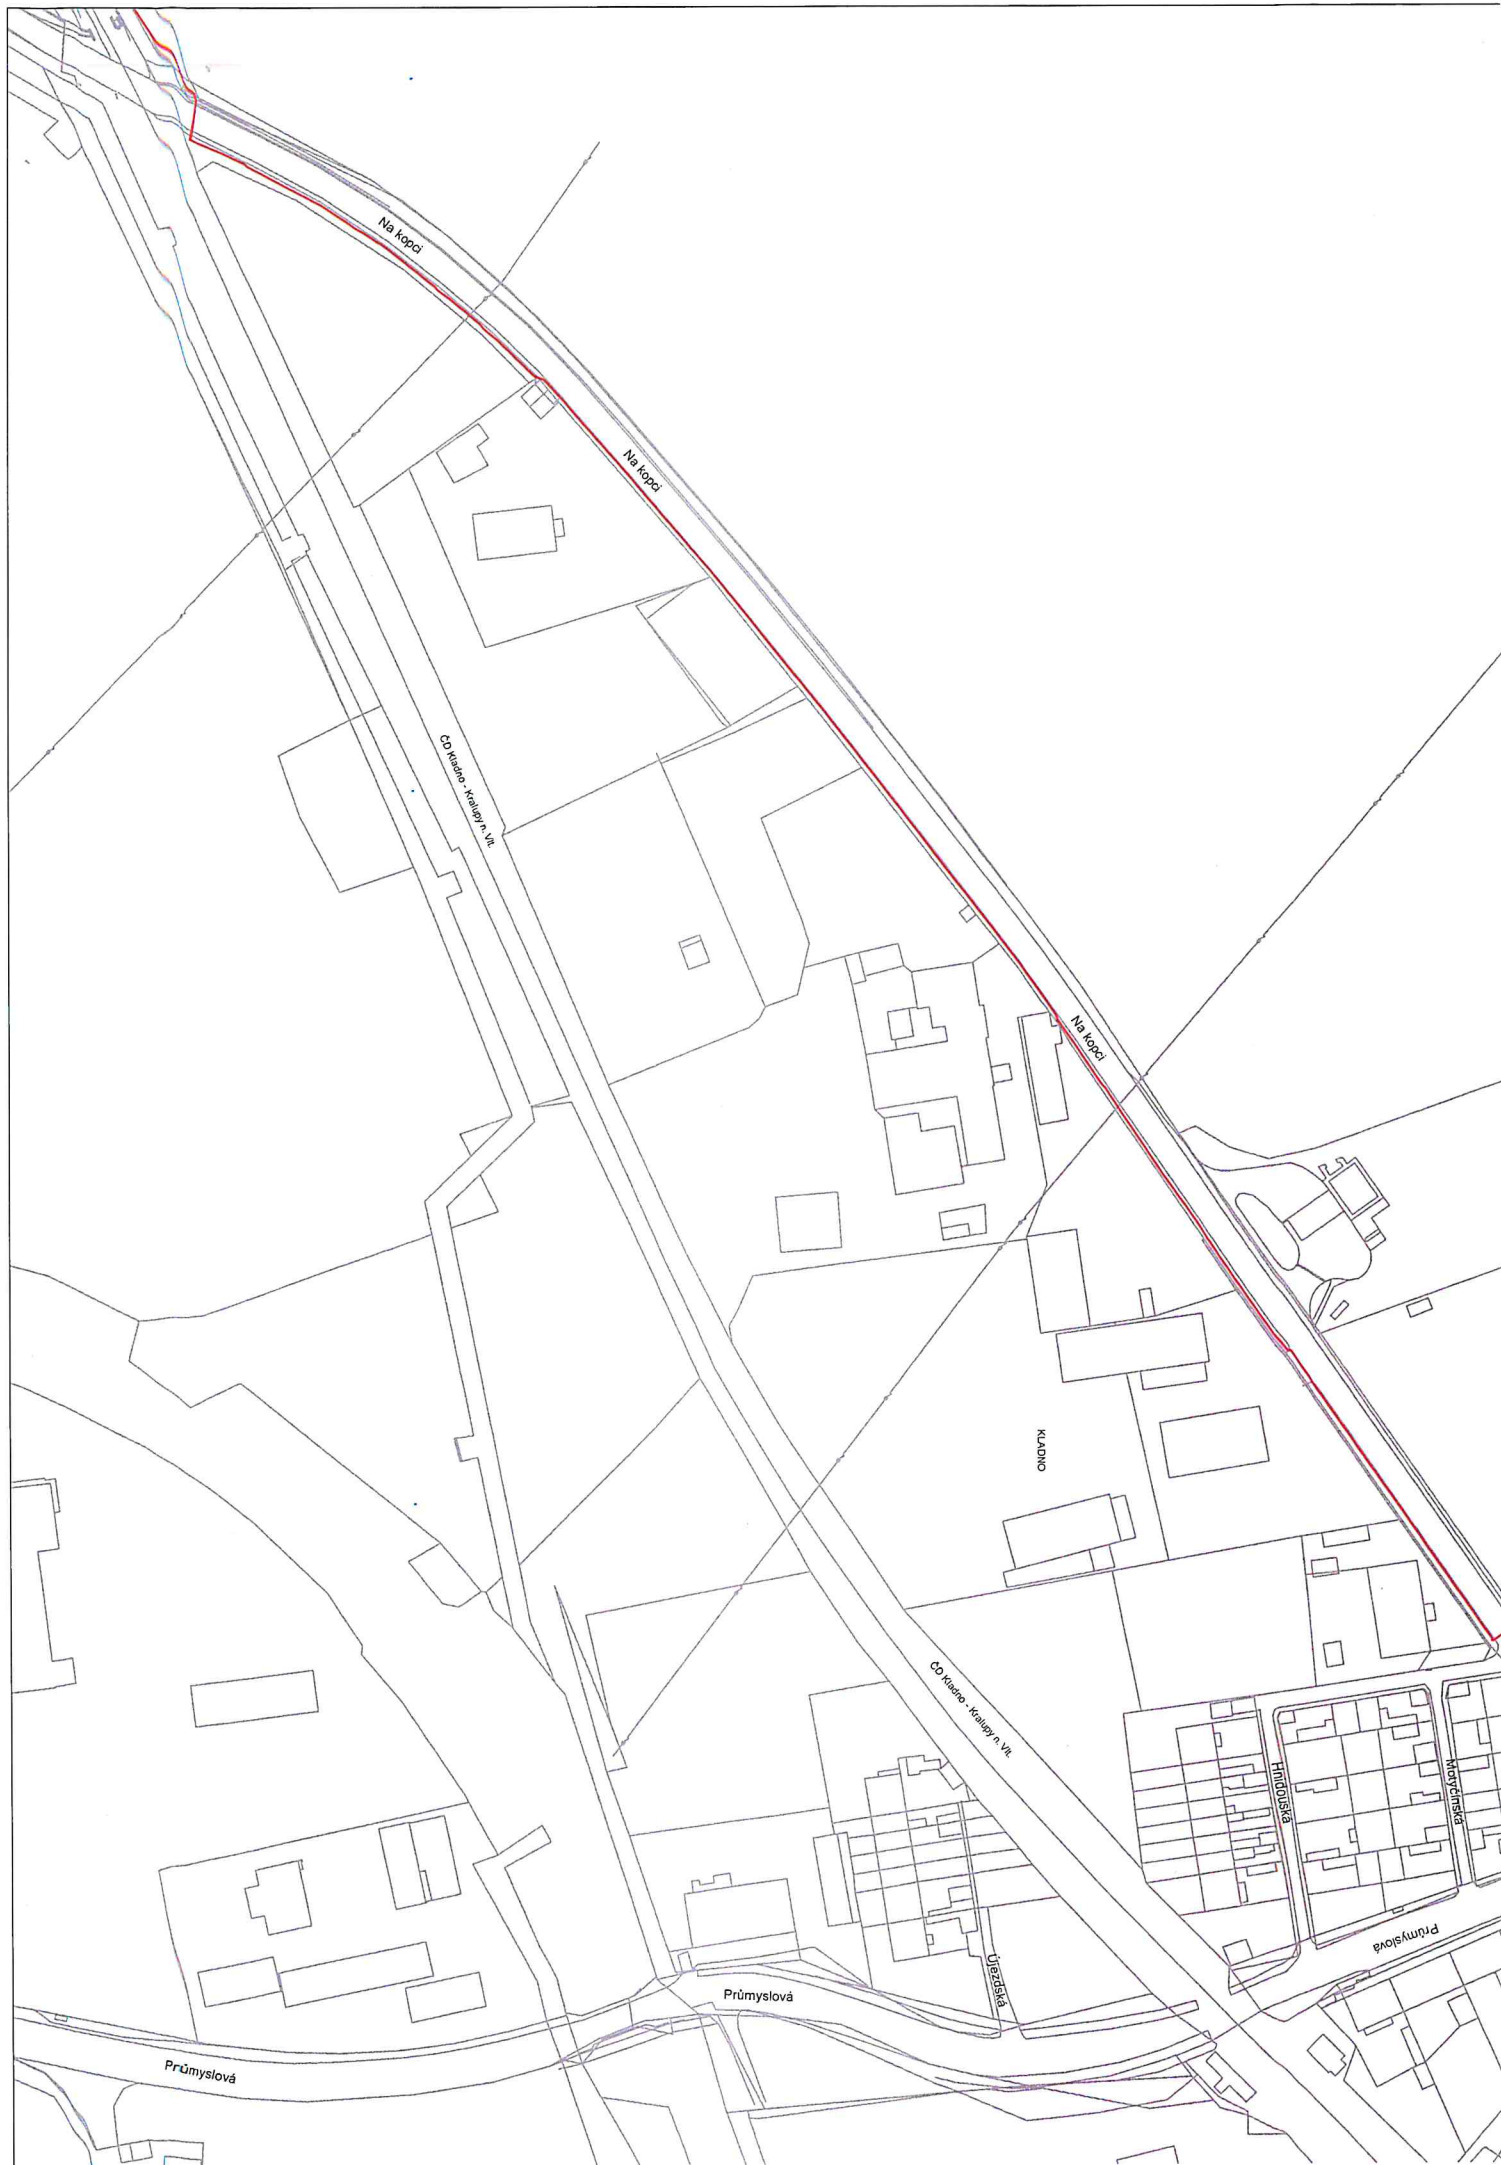 Na kopci
Na kopci
ČD Kladno - Kralupy n. Vlt.
Na kopci
KLADNO
ČD Kladno - Kralupy n. Vlt.
Hnidouská
Motyčínská
Průmyslová
Újezdská
Průmyslová
Průmyslová